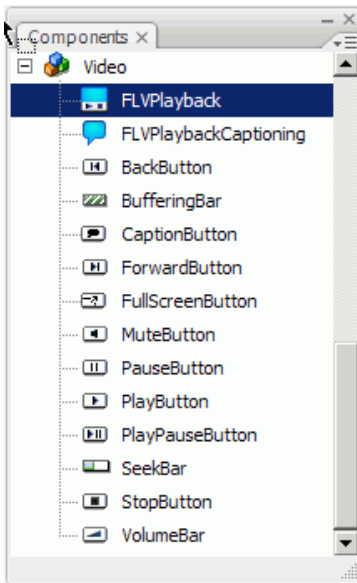 Components
Video
FLVPlayback
FLVPlaybackCaptioning
BackButton
BufferingBar
CaptionButton
ForwardButton
FullScreenButton
MuteButton
PauseButton
PlayButton
PlayPauseButton
SeekBar
StopButton
VolumeBar